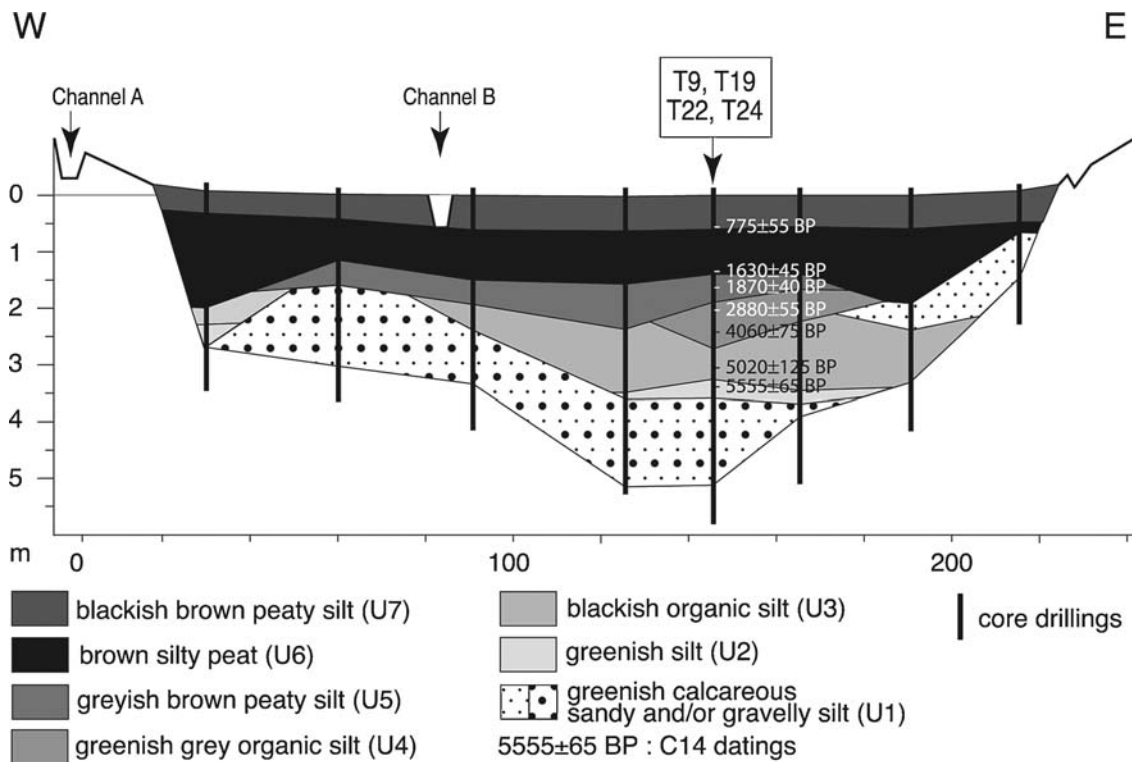 W
E
Channel A
Channel B
T9, T19
T22, T24
0
1
2
3
4
5
m
- 775±55 BP
- 1630±45 BP
- 1870±40 BP
- 2880±55 BP
- 4060±75 BP
- 5020±125 BP
- 5555±65 BP
0
100
200
blackish brown peaty silt (U7)
brown silty peat (U6)
greyish brown peaty silt (U5)
greenish grey organic silt (U4)
blackish organic silt (U3)
greenish silt (U2)
greenish calcareous
sandy and/or gravelly silt (U1)
5555±65 BP : C14 datings
core drillings